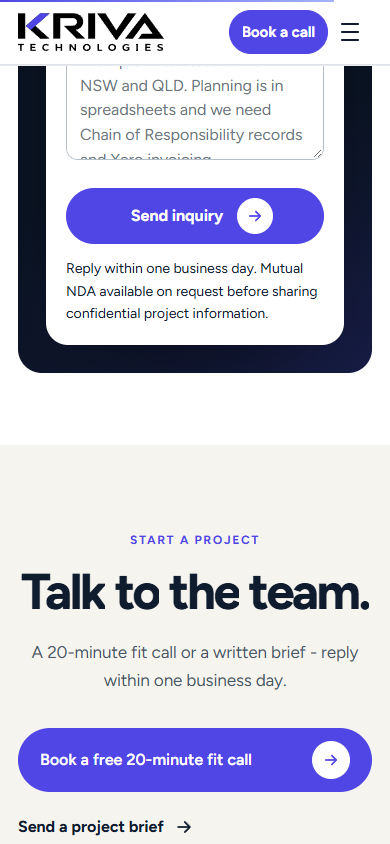 KRIVA
TECHNOLOGIES
Book a call
NSW and QLD. Planning is in
spreadsheets and we need
Chain of Responsibility records
and Xero invoicing.
Send inquiry
Reply within one business day. Mutual
NDA available on request before sharing
confidential project information.
START A PROJECT
Talk to the team.
A 20-minute fit call or a written brief - reply
within one business day.
Book a free 20-minute fit call
Send a project brief